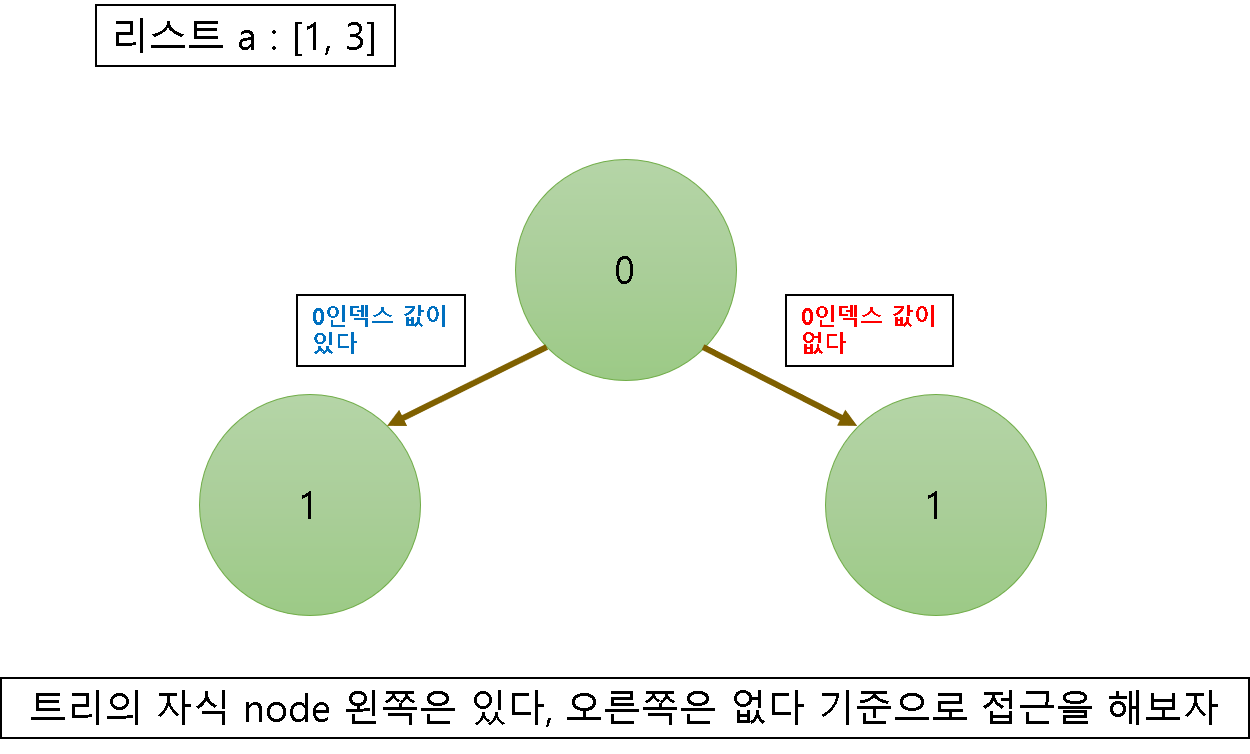 리스트 a : [1, 3]
0
0인덱스 값이
있다
0인덱스 값이
없다
1
1
트리의 자식 node 왼쪽은 있다, 오른쪽은 없다 기준으로 접근을 해보자